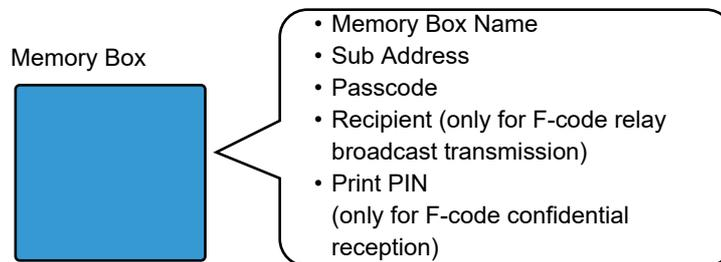 Memory Box
• Memory Box Name
• Sub Address
• Passcode
• Recipient (only for F-code relay
broadcast transmission)
• Print PIN
(only for F-code confidential
reception)